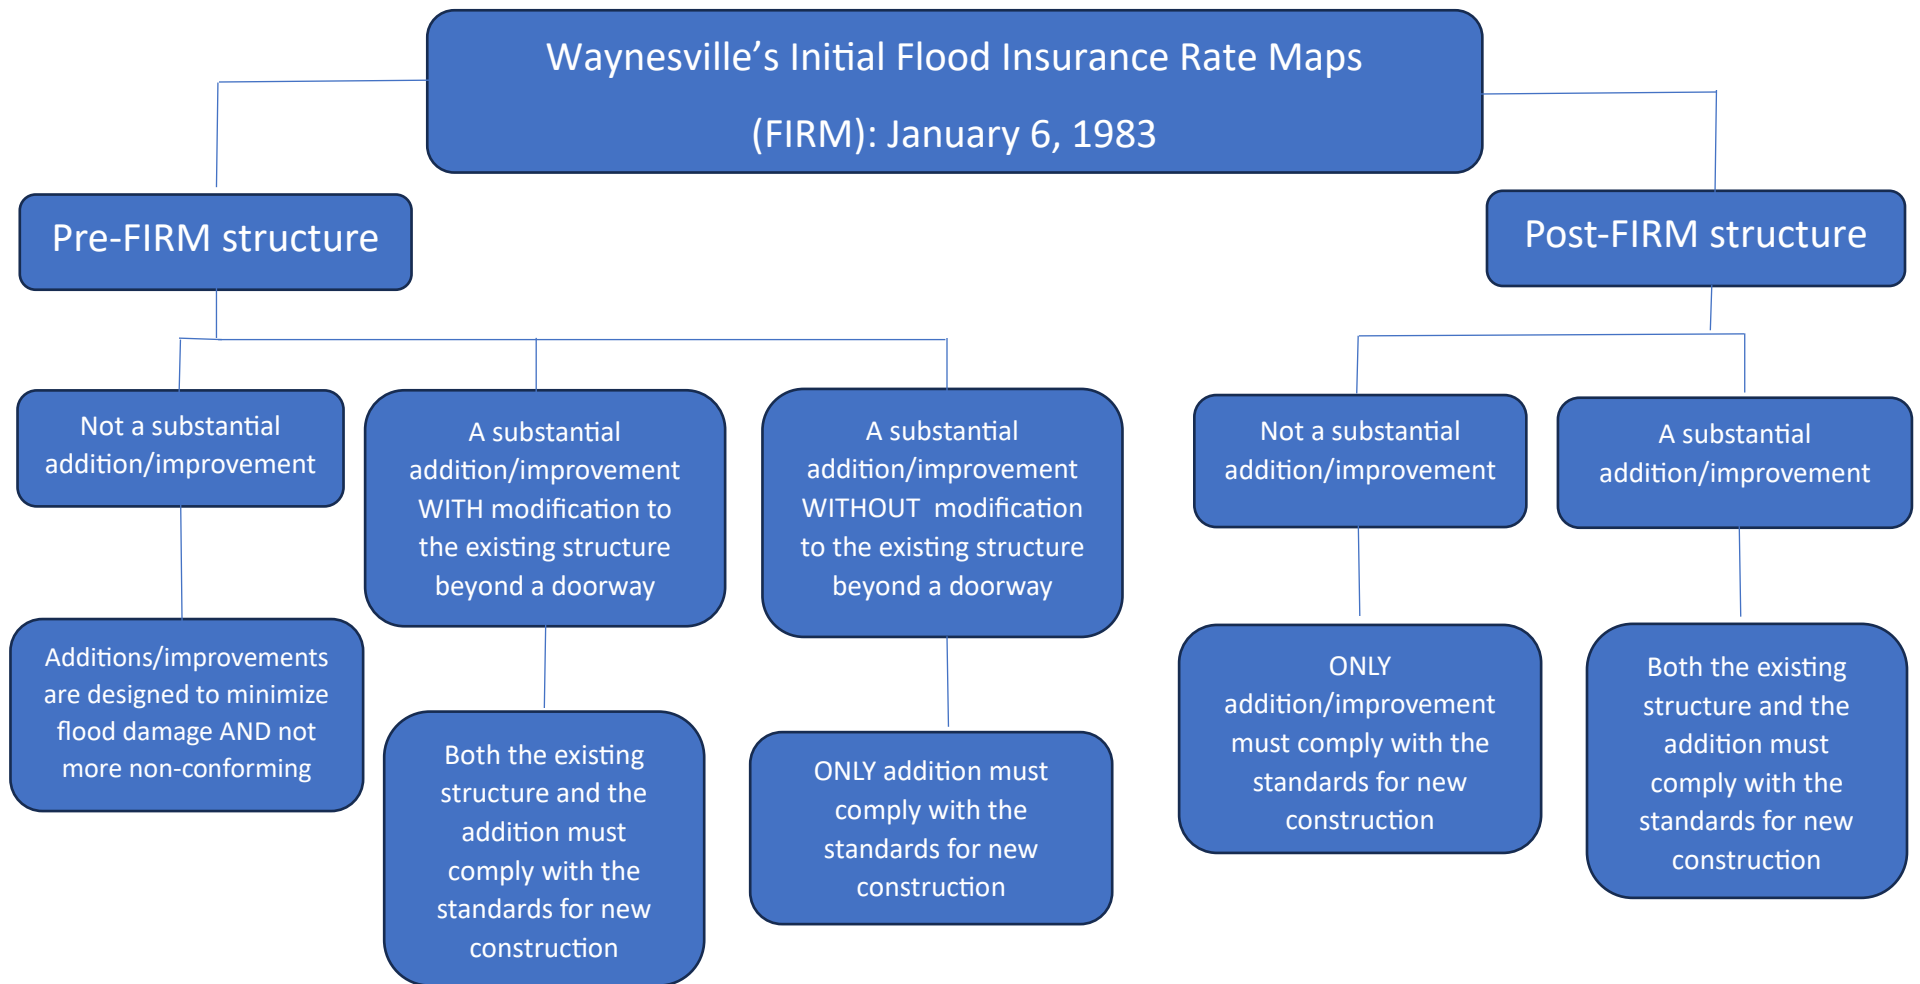 Waynesville’s Initial Flood Insurance Rate Maps
(FIRM): January 6, 1983
Pre-FIRM structure
Post-FIRM structure
Not a substantial
addition/improvement
A substantial
addition/improvement
WITH modification to
the existing structure
beyond a doorway
A substantial
addition/improvement
WITHOUT  modification
to the existing structure
beyond a doorway
Not a substantial
addition/improvement
A substantial
addition/improvement
Additions/improvements
are designed to minimize
flood damage AND not
more non-conforming
Both the existing
structure and the
addition must
comply with the
standards for new
construction
ONLY addition must
comply with the
standards for new
construction
ONLY
addition/improvement
must comply with the
standards for new
construction
Both the existing
structure and the
addition must
comply with the
standards for new
construction